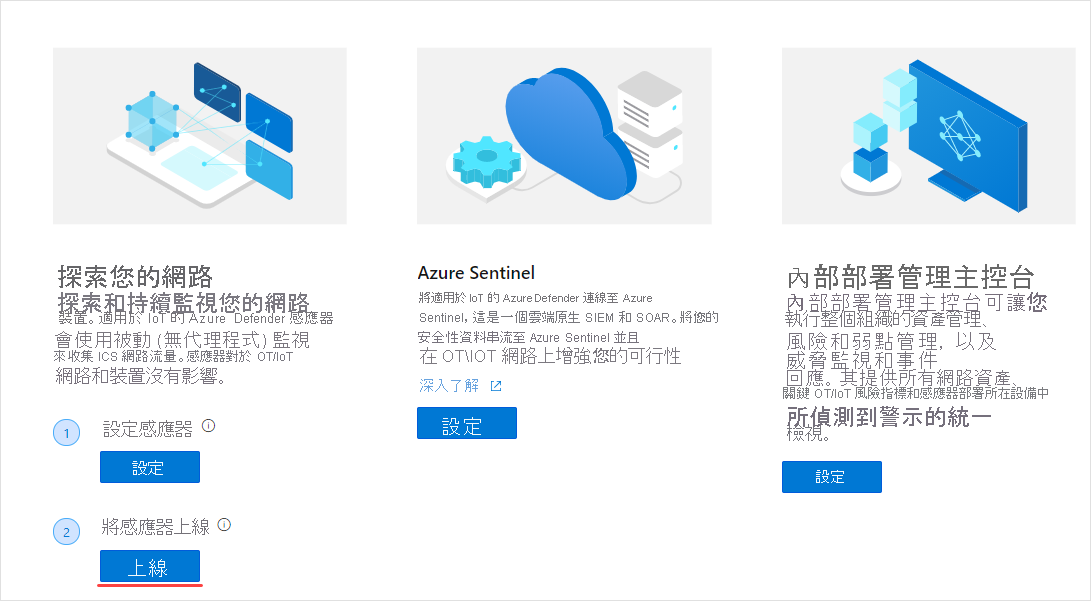 探索您的網路
探索和持續監視您的網路
裝置。適用於 IoT 的 Azure Defender 感應器
會使用被動 (無代理程式) 監視
來收集 ICS 網路流量。感應器對於 OT/IoT
網路和裝置沒有影響。
1 設定感應器
設定
2 將感應器上線
上線
Azure Sentinel
將適用於 IoT 的 Azure Defender 連線至 Azure
Sentinel，這是一個雲端原生 SIEM 和 SOAR。將您的
安全性資料串流至 Azure Sentinel 並且
在 OT\IOT 網路上增強您的可行性
深入了解
設定
內部部署管理主控台
內部部署管理主控台可讓您
執行整個組織的資產管理、
風險和弱點管理，以及
威脅監視和事件
回應。其提供所有網路資產、
關鍵 OT/IoT 風險指標和感應器部署所在設備中
所偵測到警示的統一
檢視。
設定